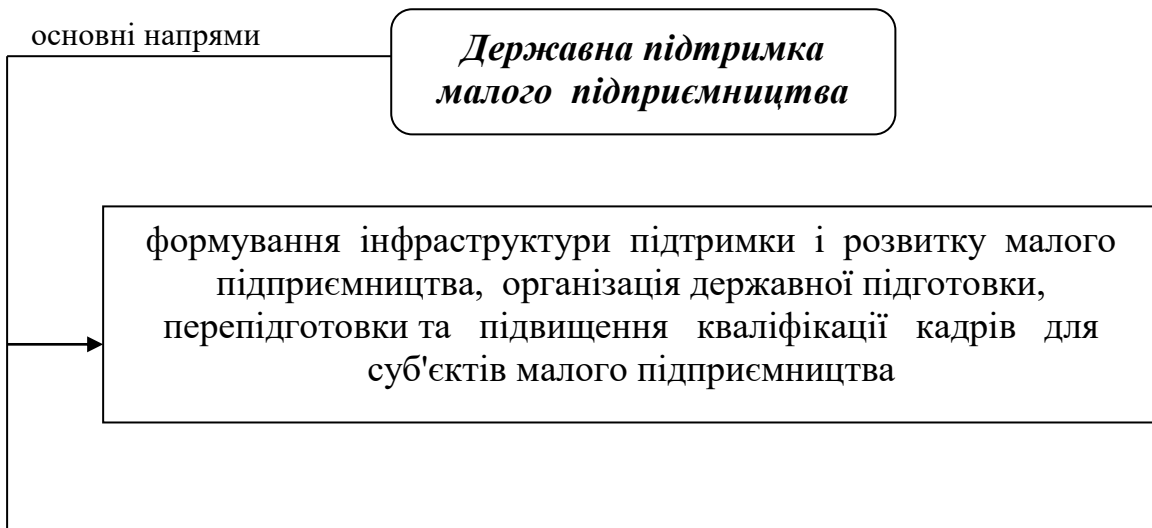 основні напрями
Державна підтримка
малого підприємництва
формування інфраструктури підтримки і розвитку малого
підприємництва, організація державної підготовки,
перепідготовки та підвищення кваліфікації кадрів для
суб'єктів малого підприємництва